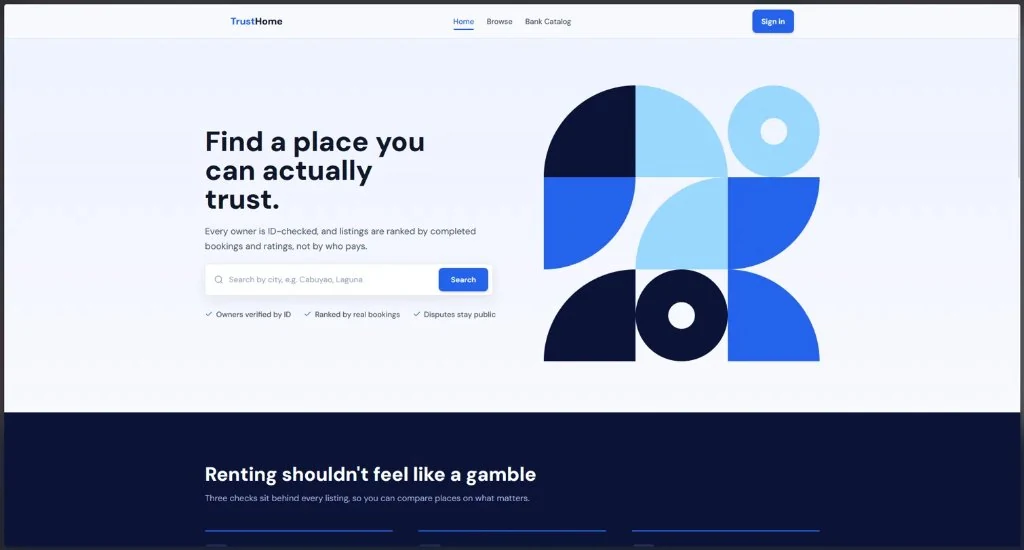 TrustHome
Home Browse Bank Catalog
Sign in
Find a place you
can actually
trust.
Every owner is ID-checked, and listings are ranked by completed
bookings and ratings, not by who pays.
Search by city, e.g. Cabuyao, Laguna
Search
Owners verified by ID Ranked by real bookings Disputes stay public
Renting shouldn't feel like a gamble
Three checks sit behind every listing, so you can compare places on what matters.